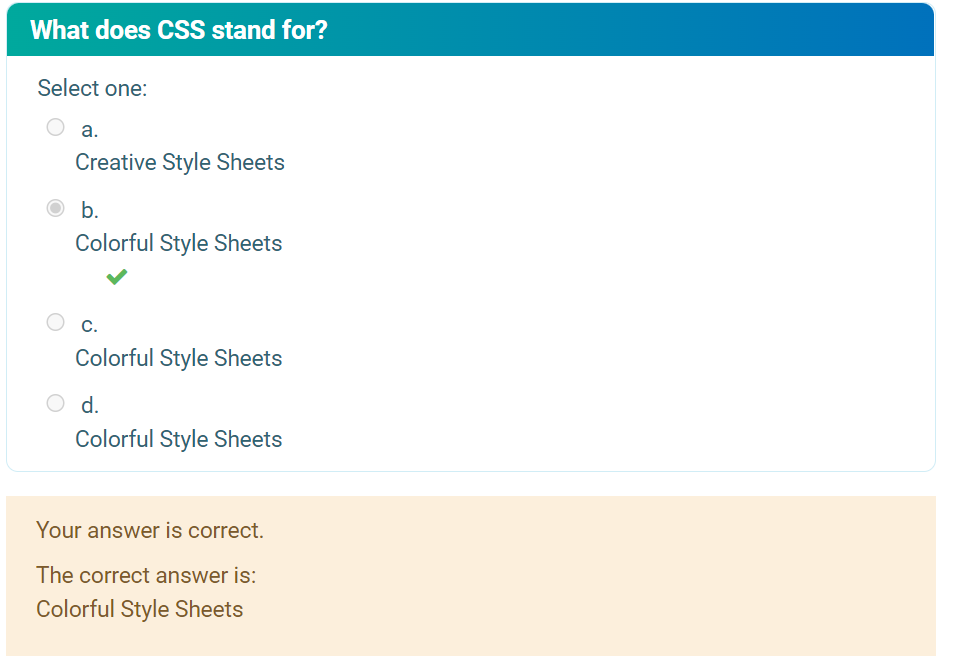 What does CSS stand for?
Select one:
a.
Creative Style Sheets
b.
Colorful Style Sheets
c.
Colorful Style Sheets
d.
Colorful Style Sheets
Your answer is correct.
The correct answer is:
Colorful Style Sheets